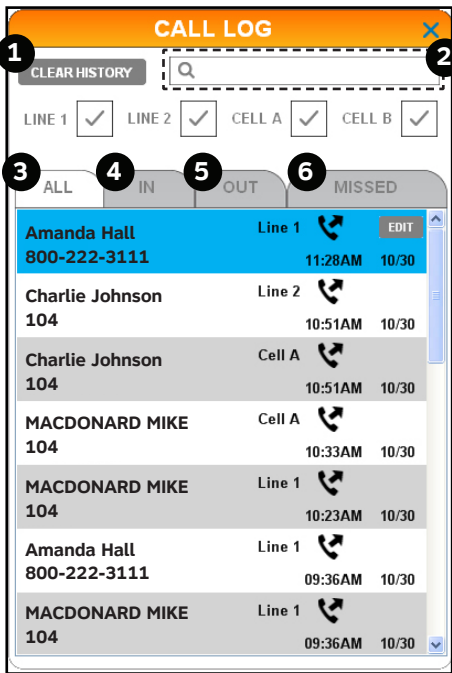 CALL LOG
1
2
CLEAR HISTORY
LINE 1 LINE 2 CELL A CELL B
3 4 5 6
ALL IN OUT MISSED
Amanda Hall Line 1 EDIT
800-222-3111 11:28AM 10/30
Charlie Johnson Line 2
104 10:51AM 10/30
Charlie Johnson Cell A
104 10:51AM 10/30
MACDONARD MIKE Cell A
104 10:33AM 10/30
MACDONARD MIKE Line 1
104 10:23AM 10/30
Amanda Hall Line 1
800-222-3111 09:36AM 10/30
MACDONARD MIKE Line 1
104 09:36AM 10/30